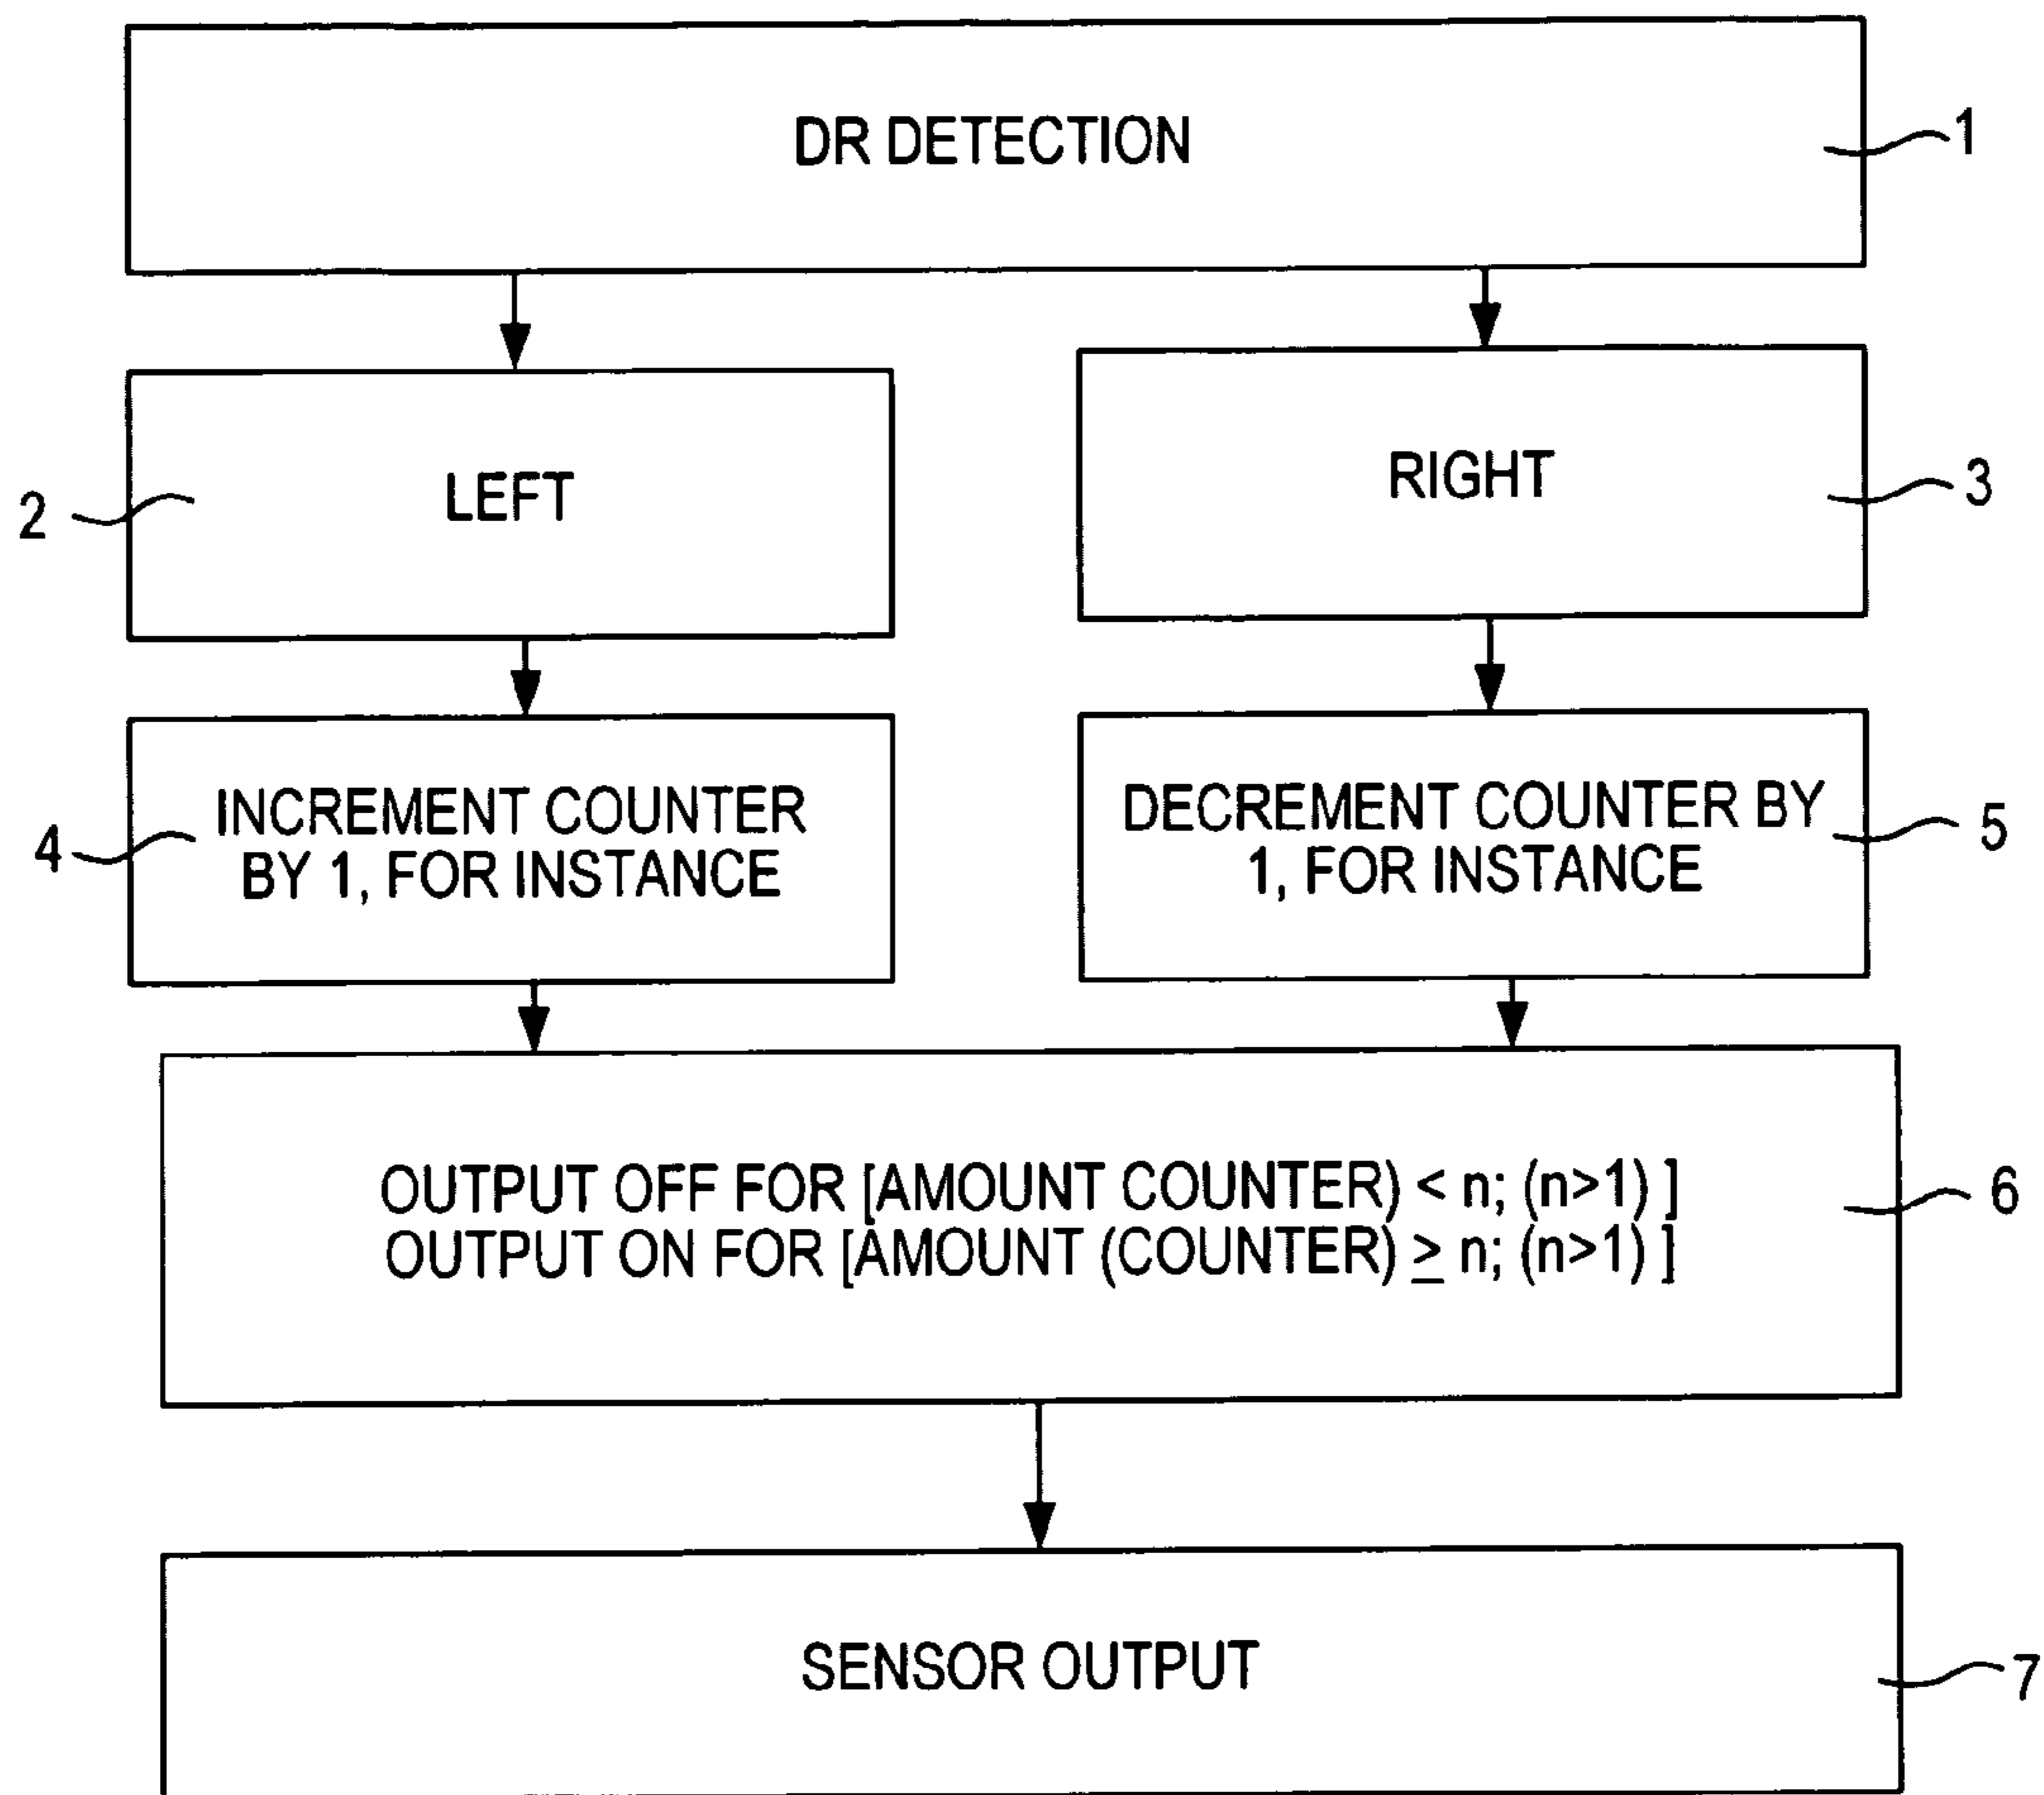 DR DETECTION
1
LEFT
2
RIGHT
3
INCREMENT COUNTER
BY 1, FOR INSTANCE
4
DECREMENT COUNTER BY
1, FOR INSTANCE
5
OUTPUT OFF FOR [AMOUNT COUNTER) < n; (n>1) ]
OUTPUT ON FOR [AMOUNT (COUNTER) ≥ n; (n>1) ]
6
SENSOR OUTPUT
7